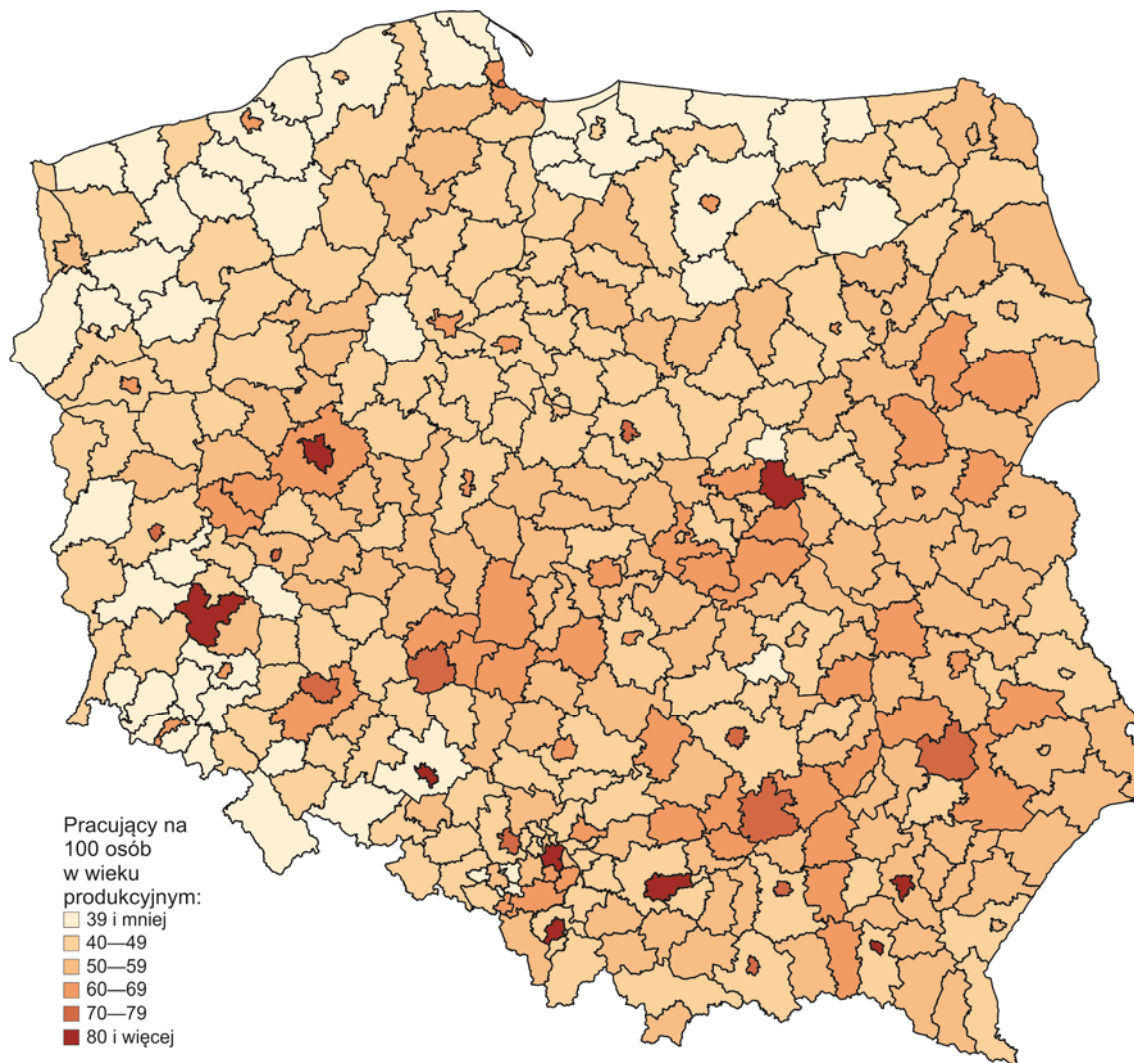 Pracujący na
100 osób
w wieku
produkcyjnym:
39 i mniej
40—49
50—59
60—69
70—79
80 i więcej